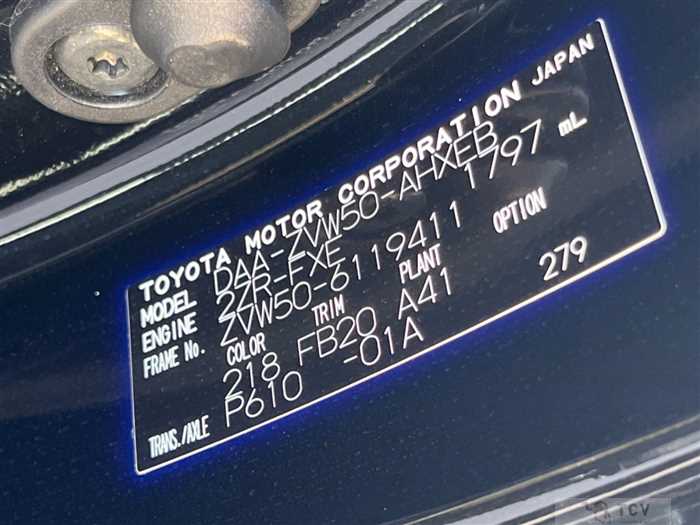 TOYOTA MOTOR CORPORATION JAPAN
MODEL DAA-ZVW50-AHXEB
ENGINE 2ZR-FXE 1797 mL
FRAME No. ZVW50-6119411
COLOR TRIM PLANT OPTION
218 FB20 A41 279
TRANS./AXLE P610 -01A
TCV